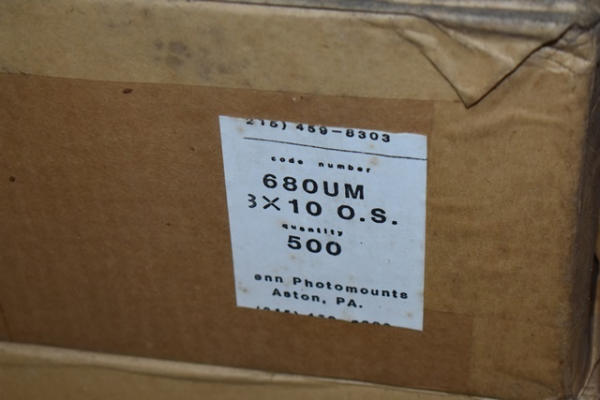 215) 459-8303
code number
680UM
8X10 O.S.
quantity
500
enn Photomounts
Aston, PA.